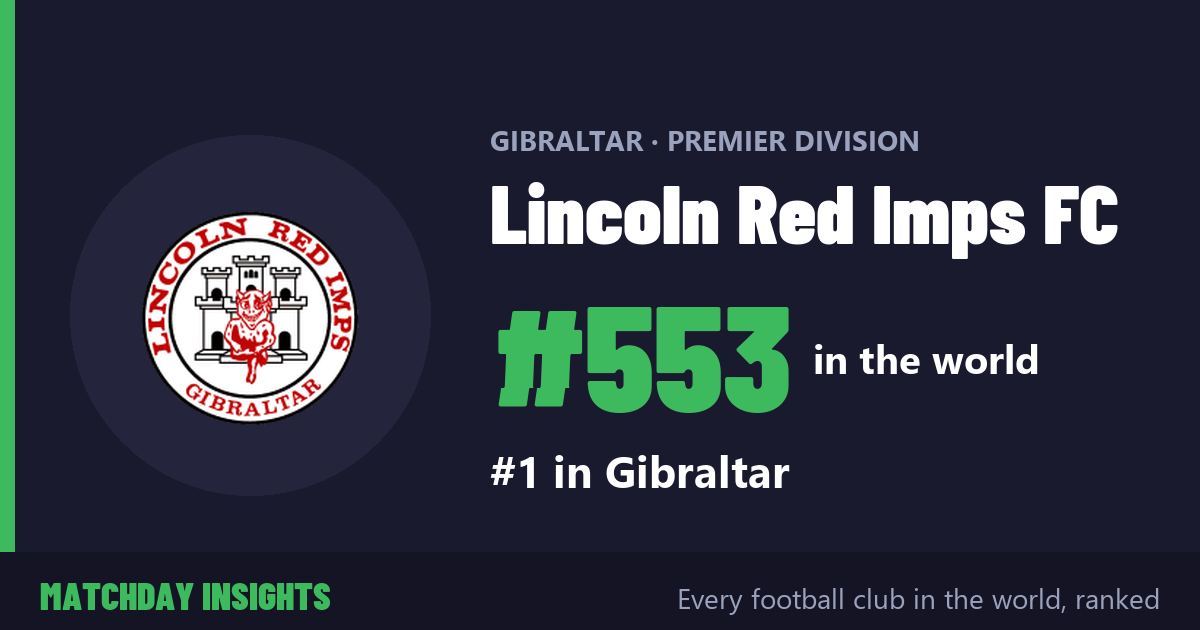 LINCOLN RED IMPS
GIBRALTAR
GIBRALTAR · PREMIER DIVISION
Lincoln Red Imps FC
#553 in the world
#1 in Gibraltar
MATCHDAY INSIGHTS
Every football club in the world, ranked